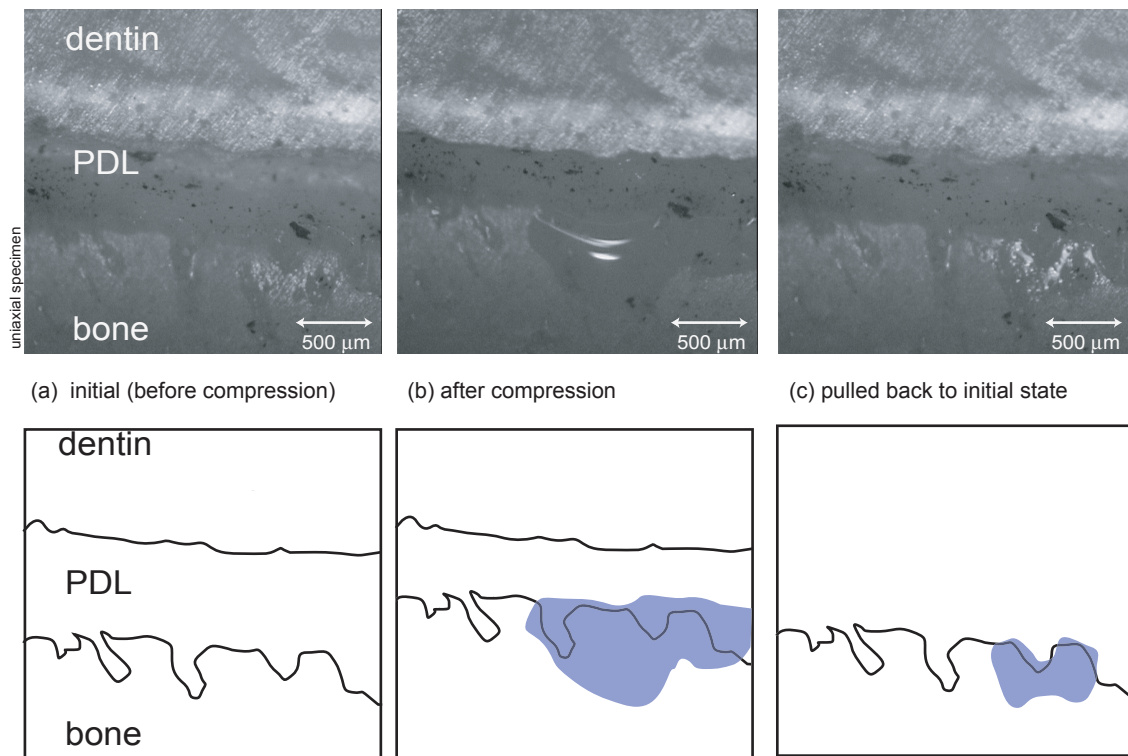 dentin
PDL
bone
500 µm
500 µm
500 µm
uniaxial specimen
(a) initial (before compression)
(b) after compression
(c) pulled back to initial state
dentin
PDL
bone